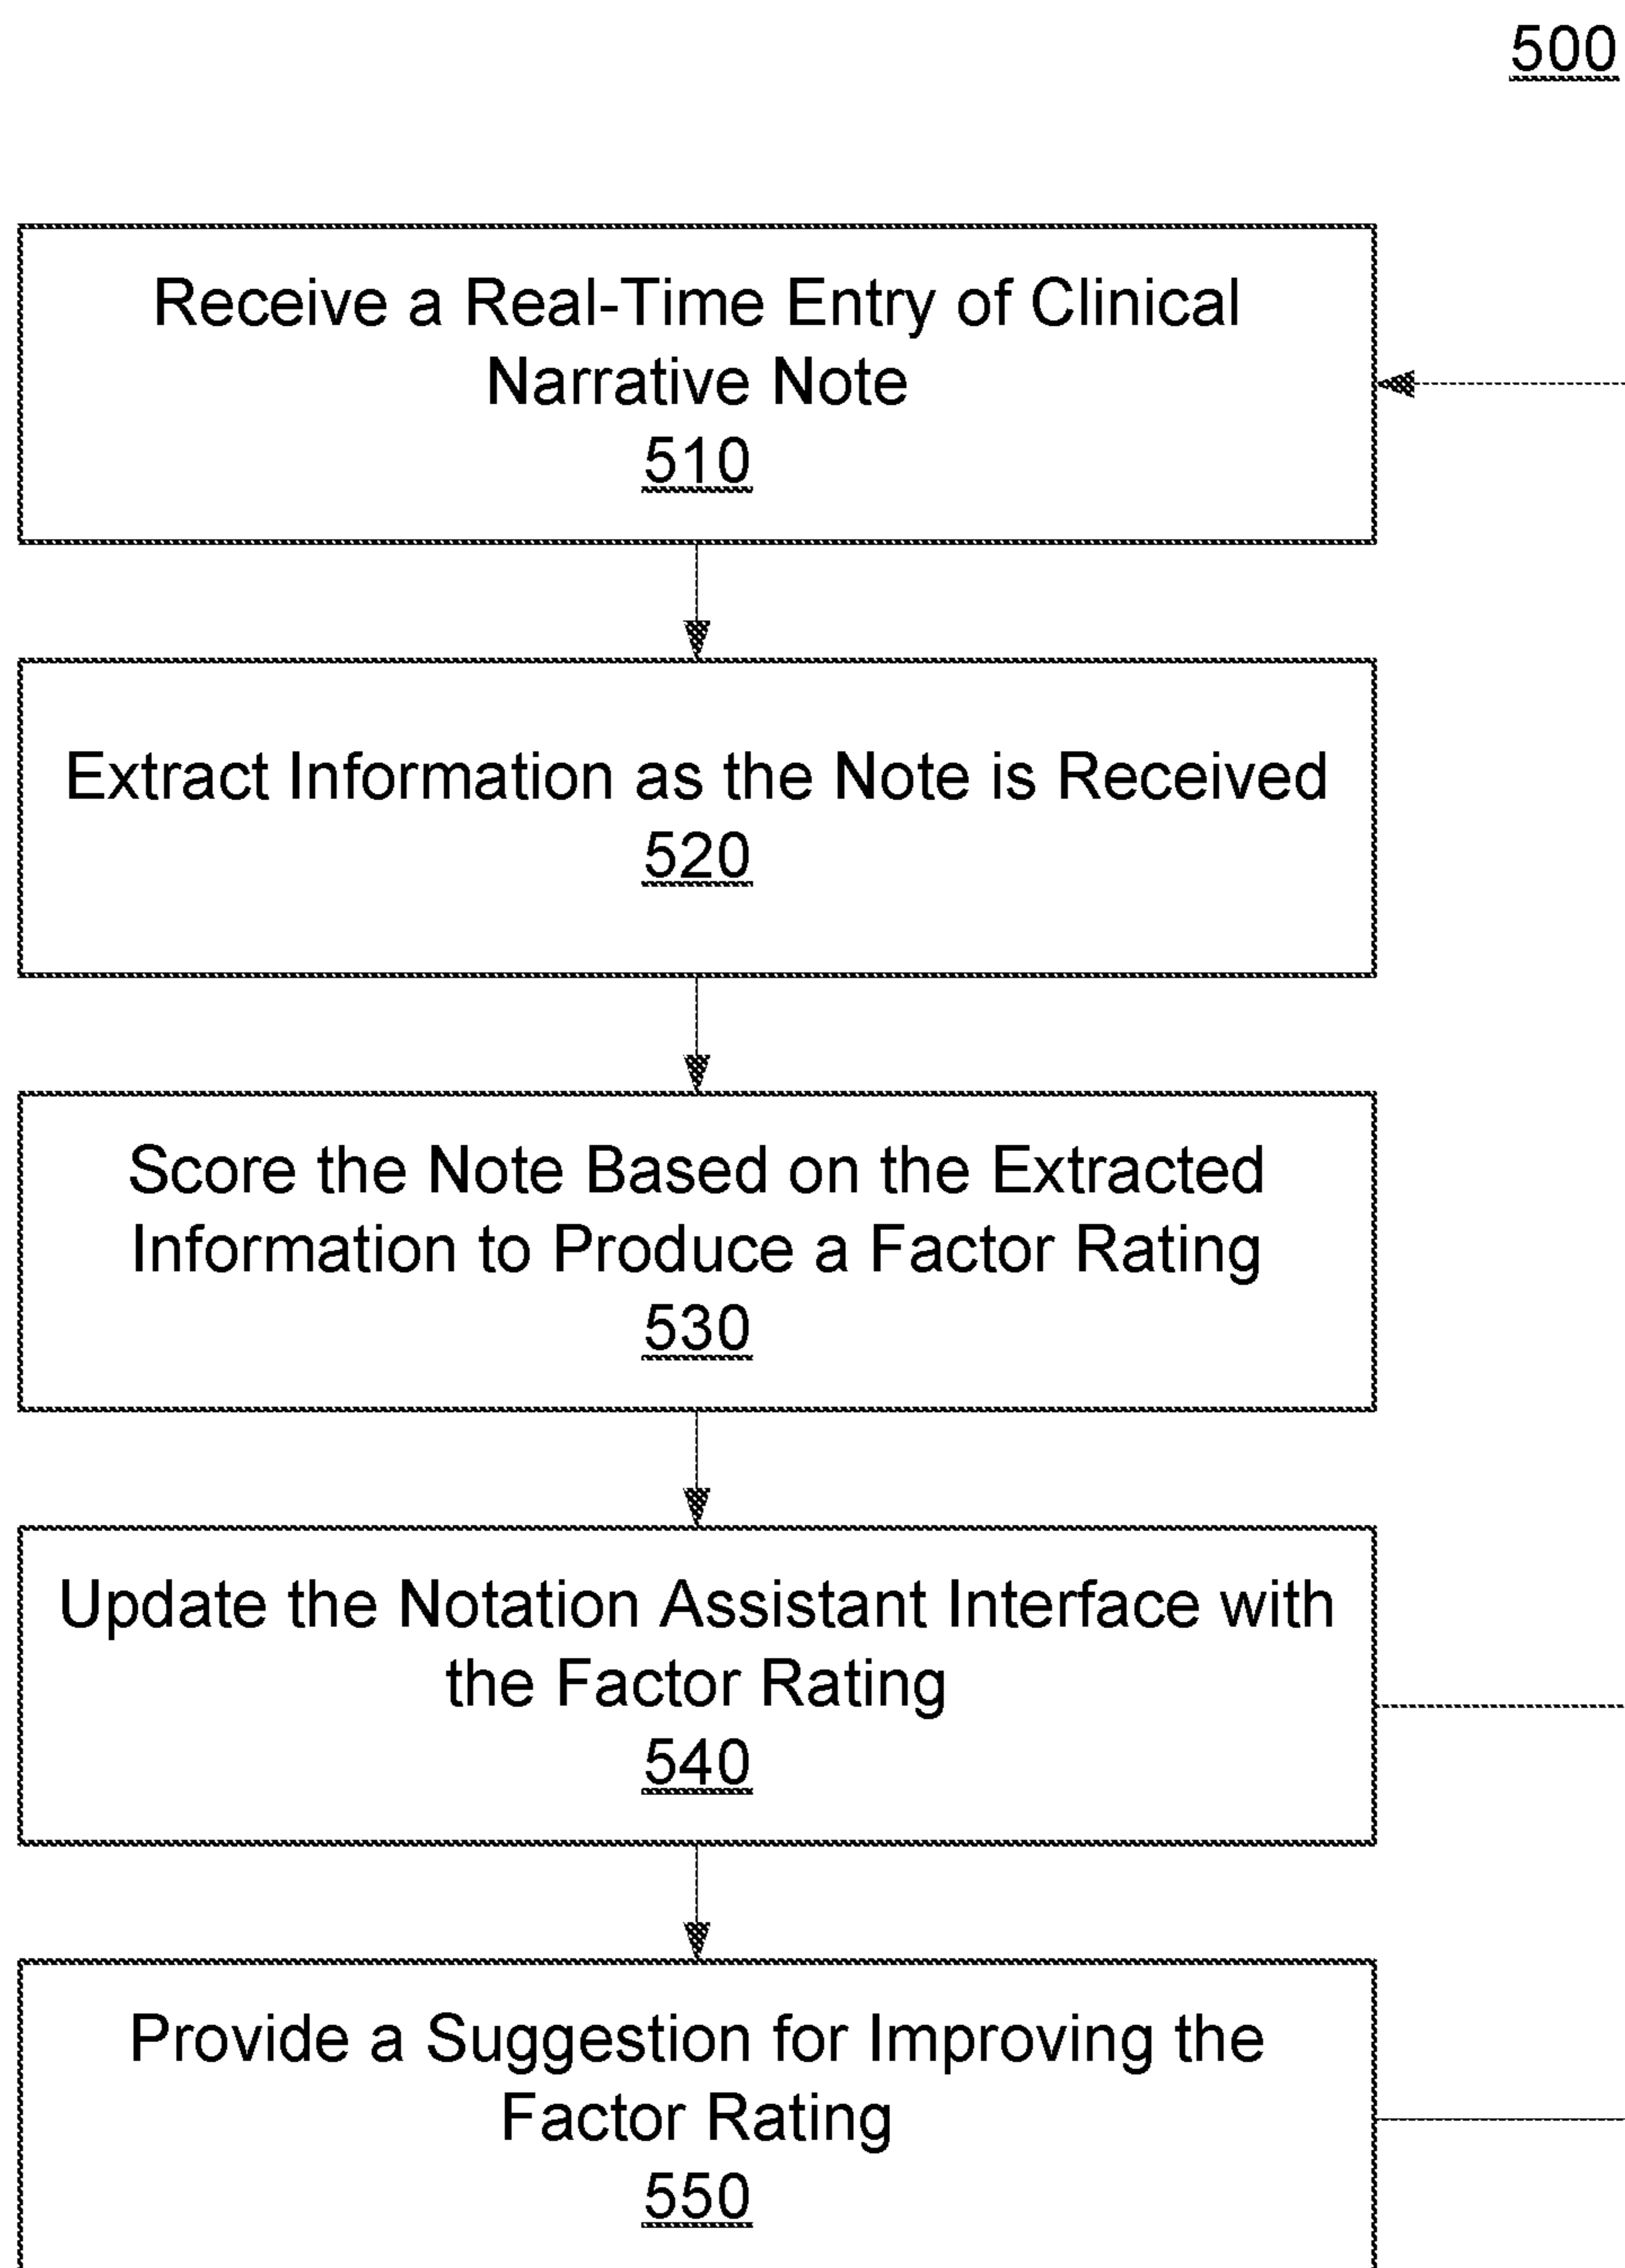 500
Receive a Real-Time Entry of Clinical
Narrative Note
510
Extract Information as the Note is Received
520
Score the Note Based on the Extracted
Information to Produce a Factor Rating
530
Update the Notation Assistant Interface with
the Factor Rating
540
Provide a Suggestion for Improving the
Factor Rating
550